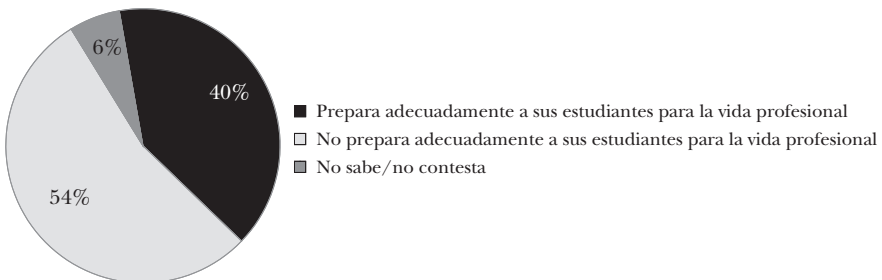 6%
40%
54%
Prepara adecuadamente a sus estudiantes para la vida profesional
No prepara adecuadamente a sus estudiantes para la vida profesional
No sabe/no contesta